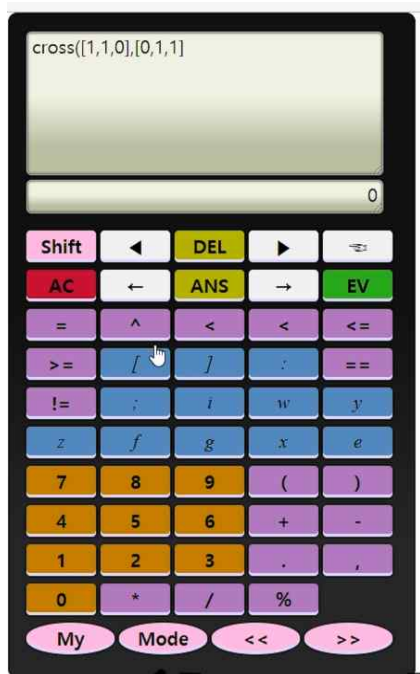 cross([1,1,0],[0,1,1]
0
Shift ◀ DEL ▶ ☜
AC ← ANS → EV
= ^ < < <=
>= [ ] : ==
!= ; i w y
z f g x e
7 8 9 ( )
4 5 6 + -
1 2 3 . ,
0 * / %
My Mode << >>